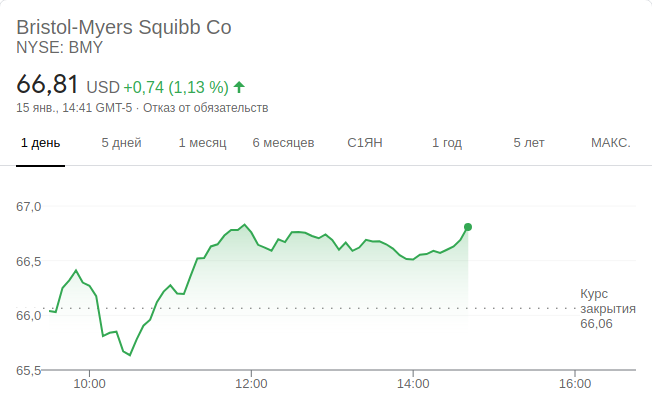 Bristol-Myers Squibb Co
NYSE: BMY
66,81 USD +0,74 (1,13 %)
15 янв., 14:41 GMT-5 · Отказ от обязательств
1 день 5 дней 1 месяц 6 месяцев С1ЯН 1 год 5 лет МАКС.
67,0
66,5
66,0
65,5
Курс
закрытия
66,06
10:00 12:00 14:00 16:00